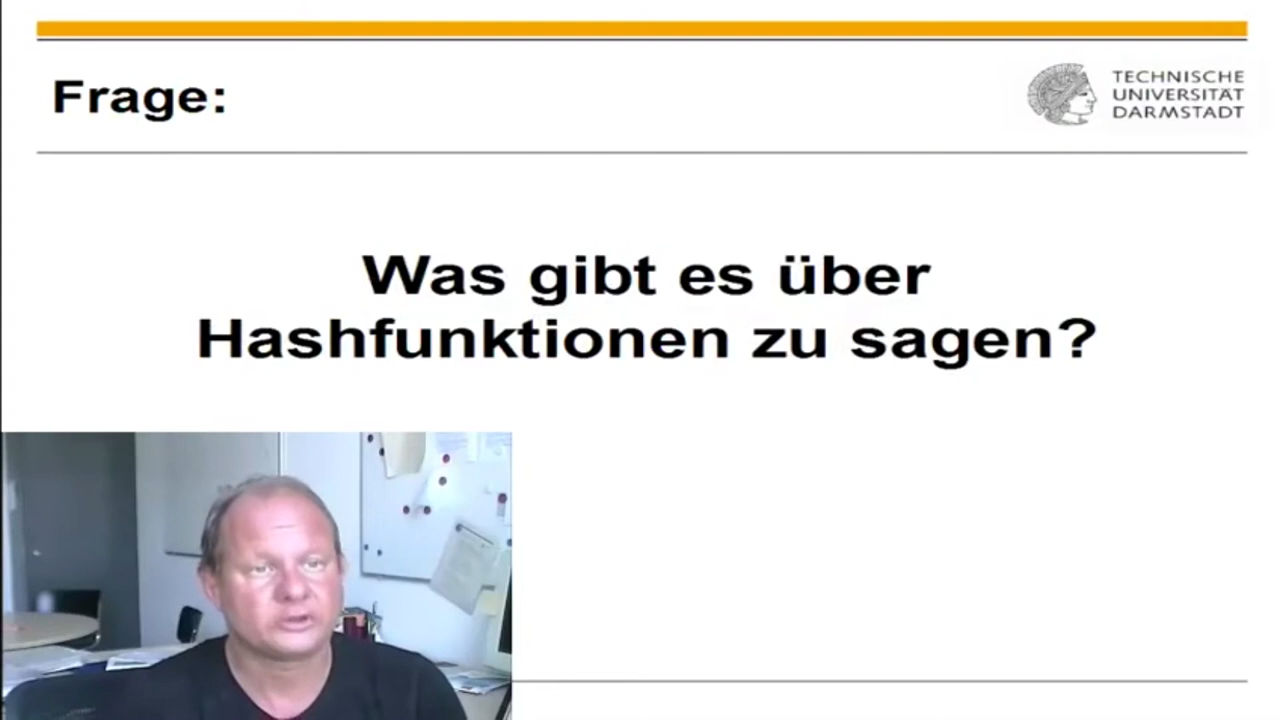 Frage:
TECHNISCHE
UNIVERSITÄT
DARMSTADT
Was gibt es über
Hashfunktionen zu sagen?